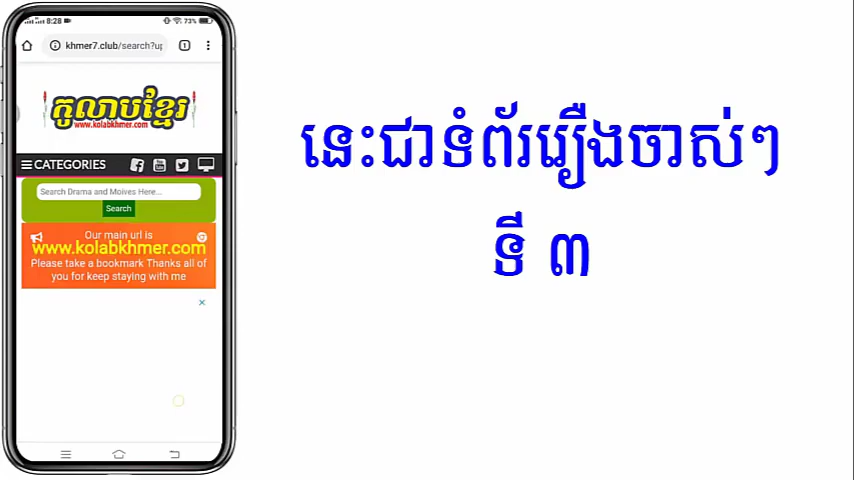 8:28
73%
khmer7.club/search?up
1
កូលាបខ្មែរ
www.kolabkhmer.com
CATEGORIES
Search Drama and Moives Here...
Search
Our main url is
www.kolabkhmer.com
Please take a bookmark Thanks all of
you for keep staying with me
នេះជាទំព័ររឿងចាស់ៗ
ទី ៣